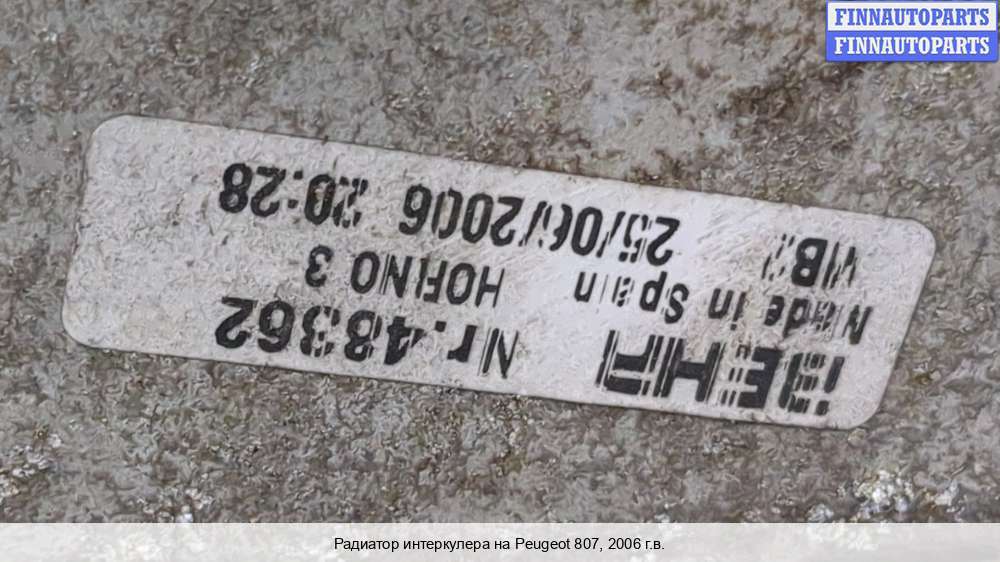 FINNAUTOPARTS
FINNAUTOPARTS
BEHR Nr.48362
Made in Spain HORNO 3
25/06/2006 20:28
Радиатор интеркулера на Peugeot 807, 2006 г.в.